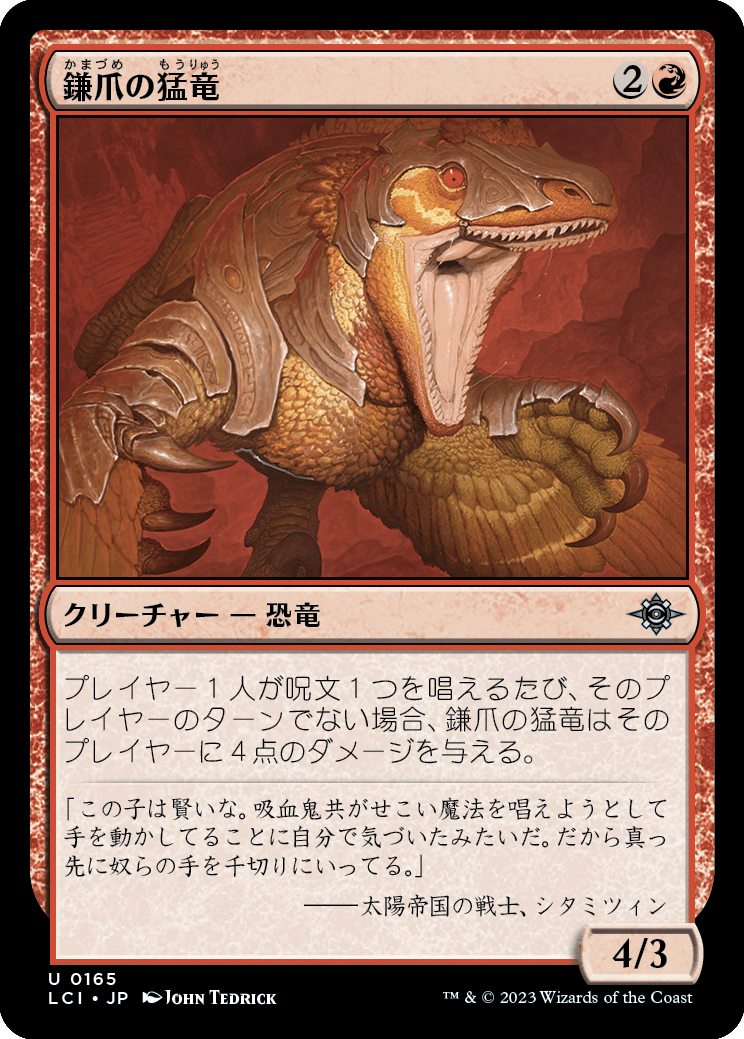 かまづめ もうりゅう
鎌爪の猛竜 2
クリーチャー — 恐竜
プレイヤー1人が呪文1つを唱えるたび、そのプ
レイヤーのターンでない場合、鎌爪の猛竜はその
プレイヤーに4点のダメージを与える。
「この子は賢いな。吸血鬼共がせこい魔法を唱えようとして
手を動かしてることに自分で気づいたみたいだ。だから真っ
先に奴らの手を千切りにいってる。」
――太陽帝国の戦士、シタミツィン
4/3
U 0165
LCI • JP John Tedrick
™ & © 2023 Wizards of the Coast